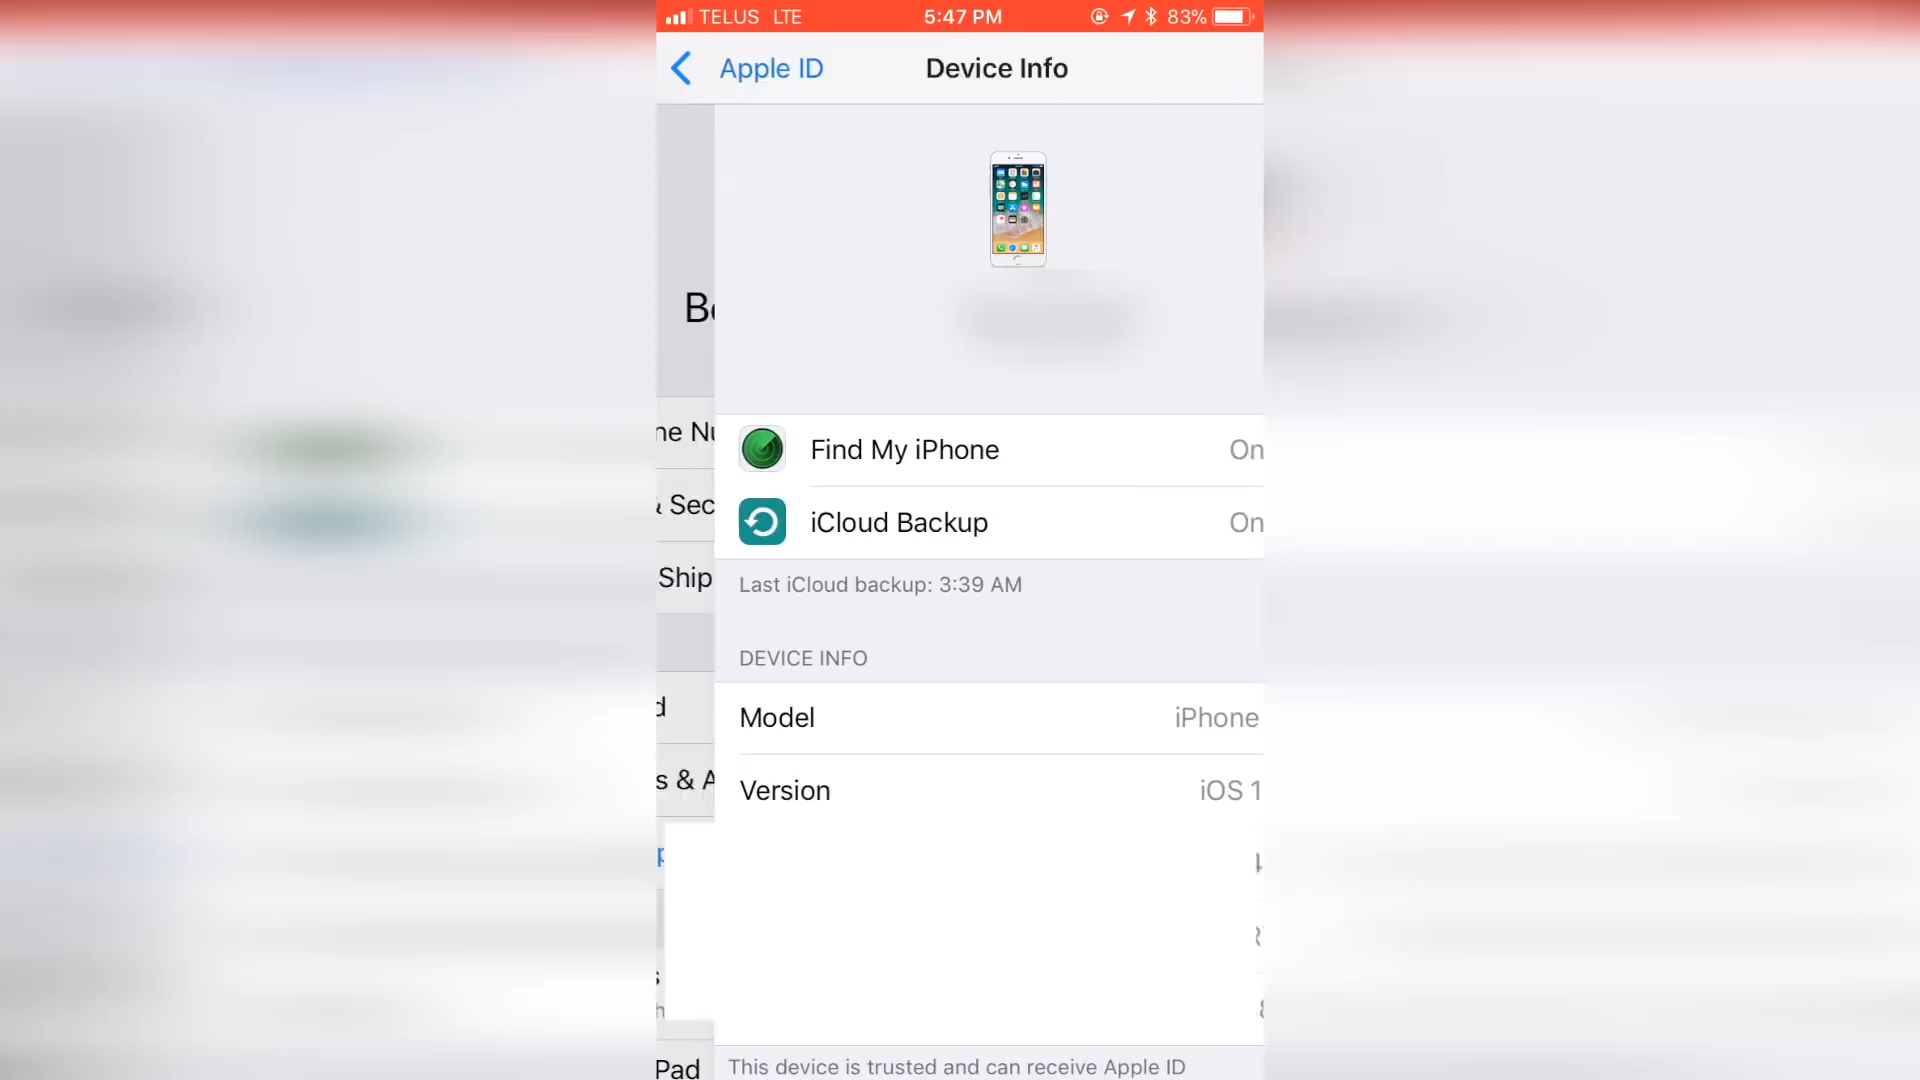 TELUS LTE 5:47 PM 83%
Apple ID Device Info
Find My iPhone On
& Sec
iCloud Backup On
Ship
Last iCloud backup: 3:39 AM
DEVICE INFO
Model iPhone
s & A
Version iOS 1
Pad
This device is trusted and can receive Apple ID